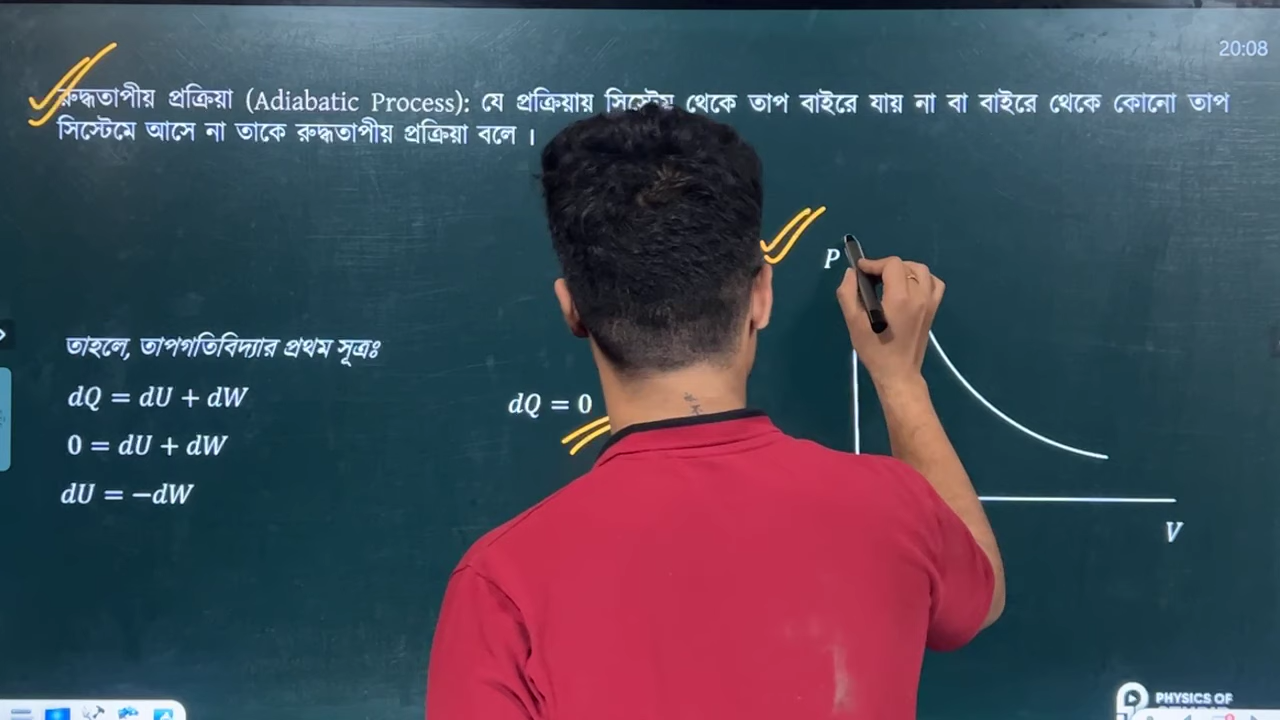 20:08
রুদ্ধতাপীয় প্রক্রিয়া (Adiabatic Process): যে প্রক্রিয়ায় সিস্টেম থেকে তাপ বাইরে যায় না বা বাইরে থেকে কোনো তাপ
সিস্টেমে আসে না তাকে রুদ্ধতাপীয় প্রক্রিয়া বলে ।
P
তাহলে, তাপগতিবিদ্যার প্রথম সূত্রঃ
dQ = dU + dW
dQ = 0
0 = dU + dW
dU = −dW
V
PHYSICS OF